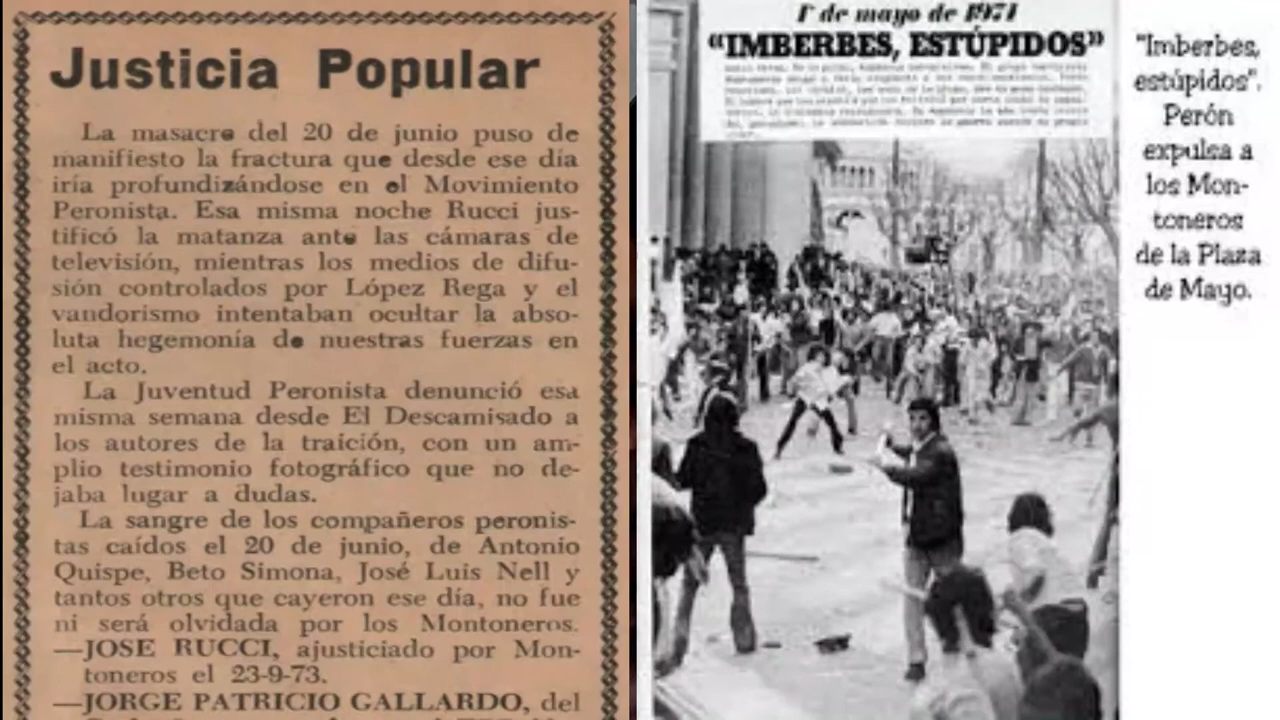 Justicia Popular
La masacre del 20 de junio puso de
manifiesto la fractura que desde ese día
iría profundizándose en el Movimiento
Peronista. Esa misma noche Rucci jus-
tificó la matanza ante las cámaras de
televisión, mientras los medios de difu-
sión controlados por López Rega y el
vandorismo intentaban ocultar la abso-
luta hegemonía de nuestras fuerzas en
el acto.
La Juventud Peronista denunció esa
misma semana desde El Descamisado a
los autores de la traición, con un am-
plio testimonio fotográfico que no de-
jaba lugar a dudas.
La sangre de los compañeros peronis-
tas caídos el 20 de junio, de Antonio
Quispe, Beto Simona, José Luis Nell y
tantos otros que cayeron ese día, no fue
ni será olvidada por los Montoneros.
—JOSE RUCCI, ajusticiado por Mon-
toneros el 23-9-73.
—JORGE PATRICIO GALLARDO, del
1º de mayo de 1974
«IMBERBES, ESTÚPIDOS»
"Imberbes,
estúpidos".
Perón
expulsa a
los Mon-
toneros
de la Plaza
de Mayo.